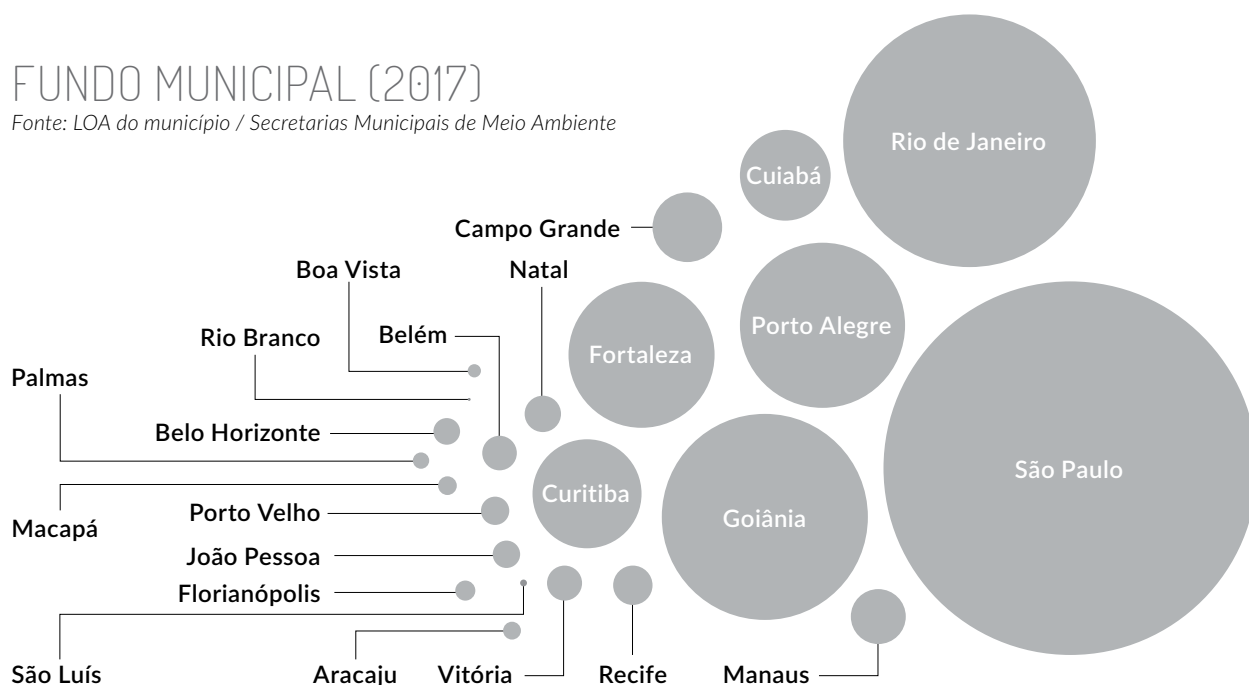 FUNDO MUNICIPAL (2017)
Fonte: LOA do município / Secretarias Municipais de Meio Ambiente
Rio de Janeiro
Cuiabá
Campo Grande
Boa Vista
Natal
Rio Branco
Belém
Porto Alegre
Fortaleza
Palmas
Belo Horizonte
São Paulo
Curitiba
Porto Velho
Goiânia
Macapá
João Pessoa
Florianópolis
São Luís
Aracaju
Vitória
Recife
Manaus